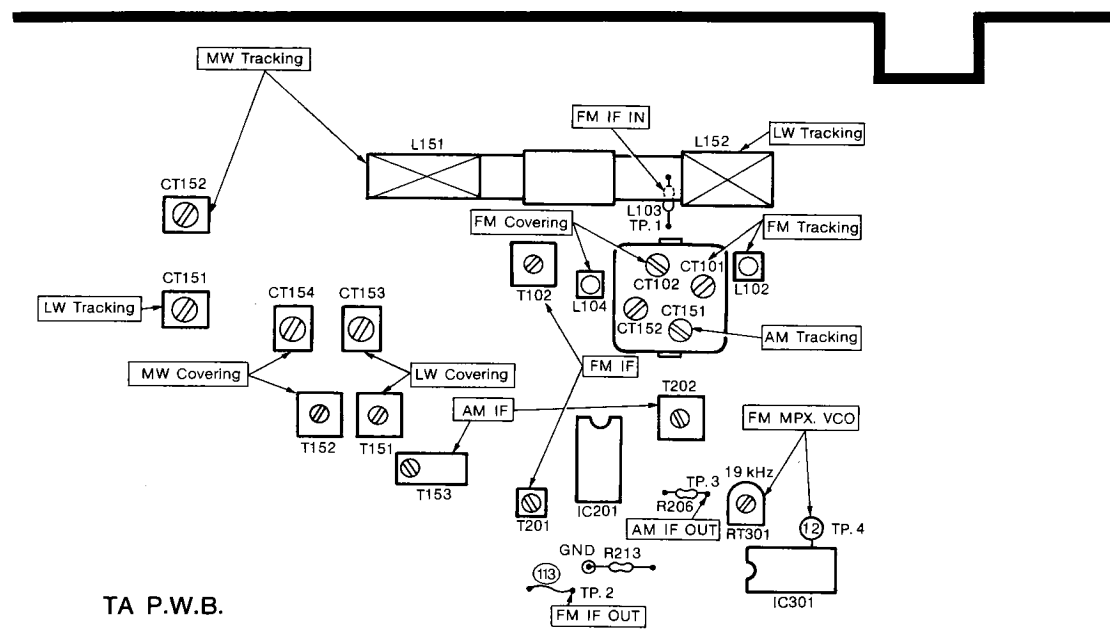 MW Tracking
FM IF IN
LW Tracking
L151
L152
CT152
L103
TP. 1
FM Covering
FM Tracking
CT101
CT102
T102
L104
L102
CT151
CT154
CT153
CT152
CT151
LW Tracking
AM Tracking
MW Covering
LW Covering
FM IF
AM IF
T202
FM MPX. VCO
T152
T151
T153
19 kHz
TP. 3
R206
T201
IC201
AM IF OUT
RT301
12
TP. 4
GND
R213
113
TP. 2
IC301
TA P.W.B.
FM IF OUT